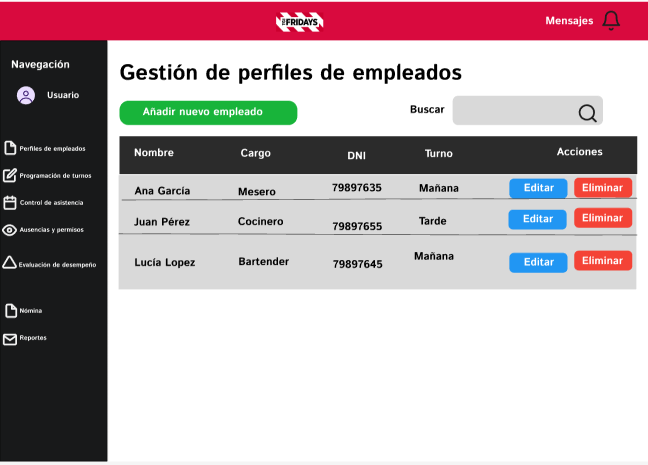 FRIDAYS
Mensajes
Navegación
Usuario
Perfiles de empleados
Programación de turnos
Control de asistencia
Ausencias y permisos
Evaluación de desempeño
Nómina
Reportes
Gestión de perfiles de empleados
Añadir nuevo empleado
Buscar
Nombre Cargo DNI Turno Acciones
Ana García Mesero 79897635 Mañana Editar Eliminar
Juan Pérez Cocinero 79897655 Tarde Editar Eliminar
Lucía Lopez Bartender 79897645 Mañana Editar Eliminar